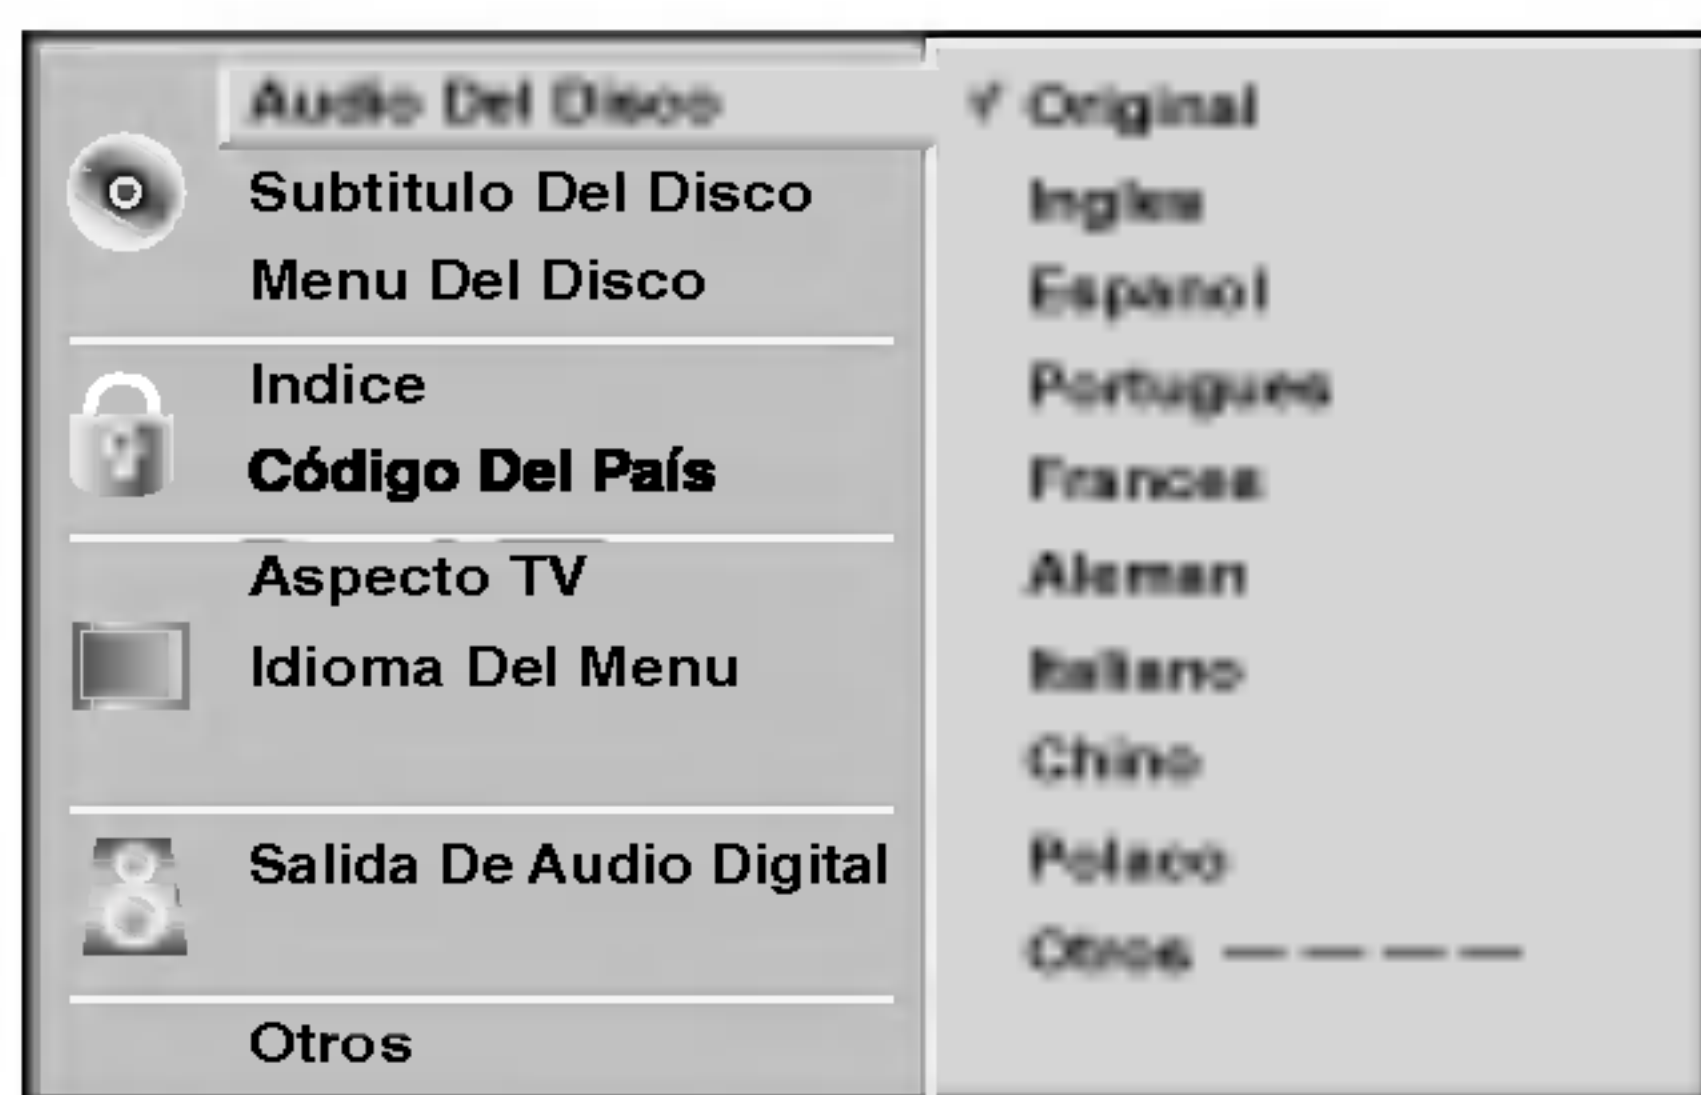 Audio Del Disco
Subtitulo Del Disco
Menu Del Disco
Indice
Código Del País
Aspecto TV
Idioma Del Menu
Salida De Audio Digital
Otros
✓ Original
Ingles
Espanol
Portugues
Frances
Aleman
Italiano
Chino
Polaco
Otros — — — —